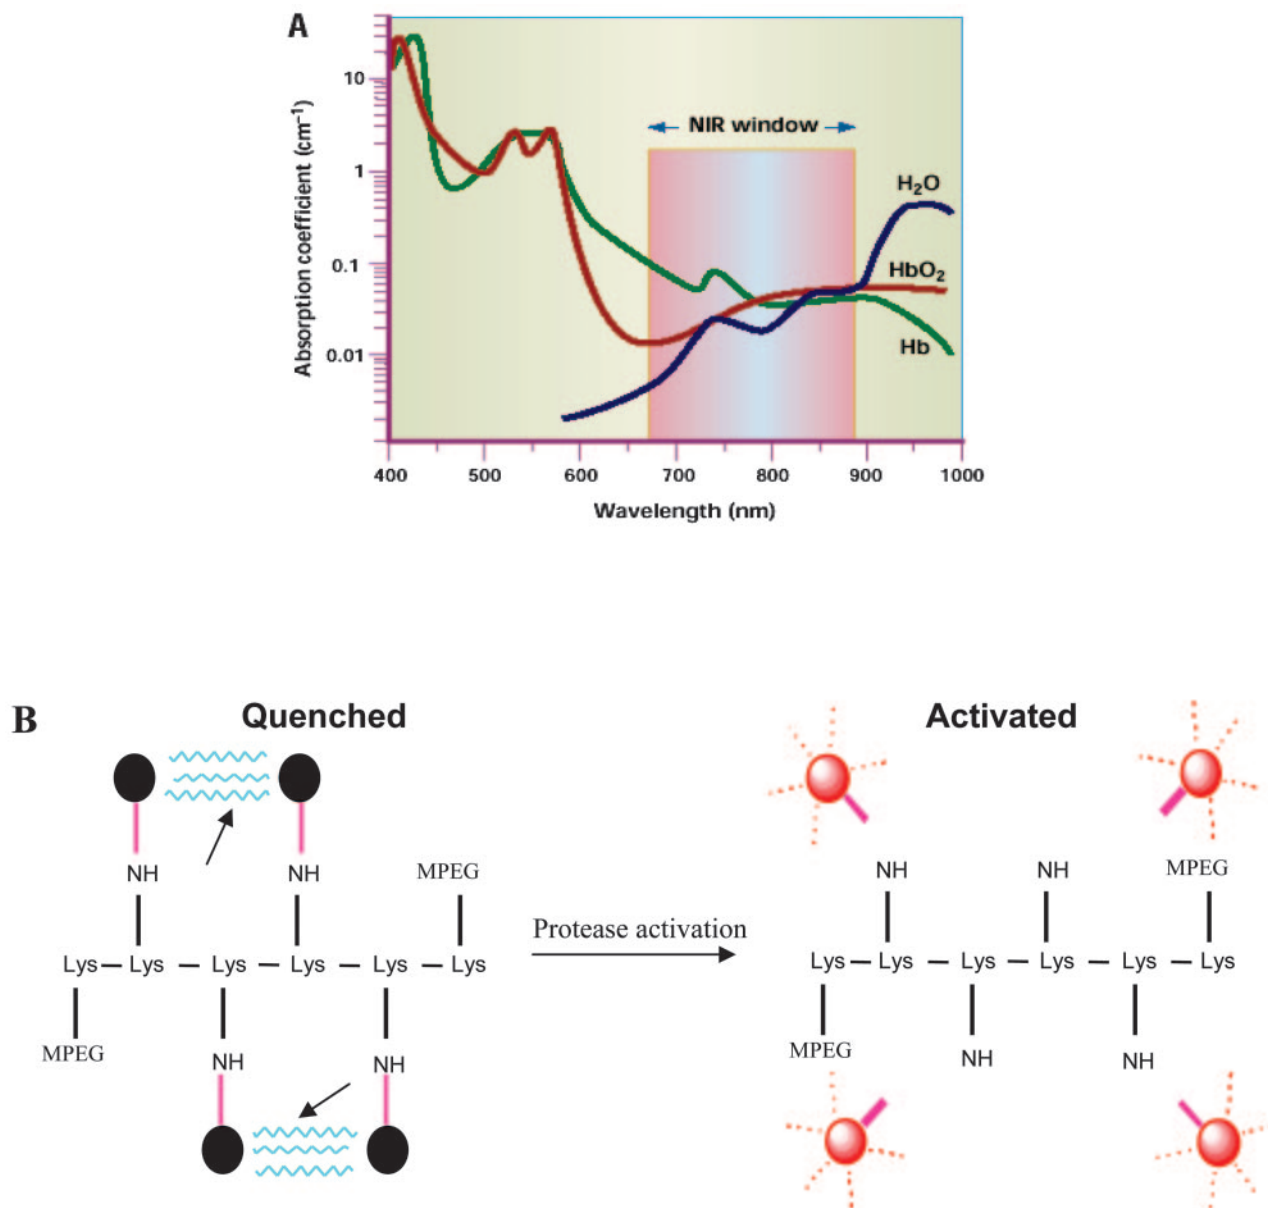 A
Absorption coefficient (cm⁻¹)
10
1
0.1
0.01
NIR window
H₂O
HbO₂
Hb
400 500 600 700 800 900 1000
Wavelength (nm)
B
Quenched
Activated
NH NH MPEG
NH NH MPEG
Protease activation
Lys Lys Lys Lys Lys Lys
Lys Lys Lys Lys Lys Lys
MPEG NH NH
MPEG NH NH